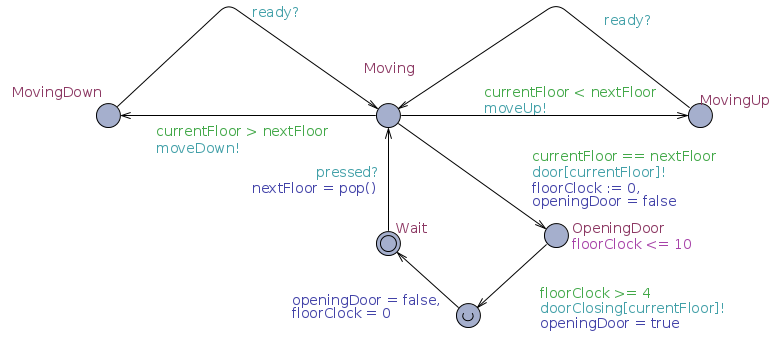 ready?
ready?
Moving
MovingDown
currentFloor < nextFloor
moveUp!
MovingUp
currentFloor > nextFloor
moveDown!
currentFloor == nextFloor
door[currentFloor]!
floorClock := 0,
openingDoor = false
pressed?
nextFloor = pop()
Wait
OpeningDoor
floorClock <= 10
openingDoor = false,
floorClock = 0
floorClock >= 4
doorClosing[currentFloor]!
openingDoor = true